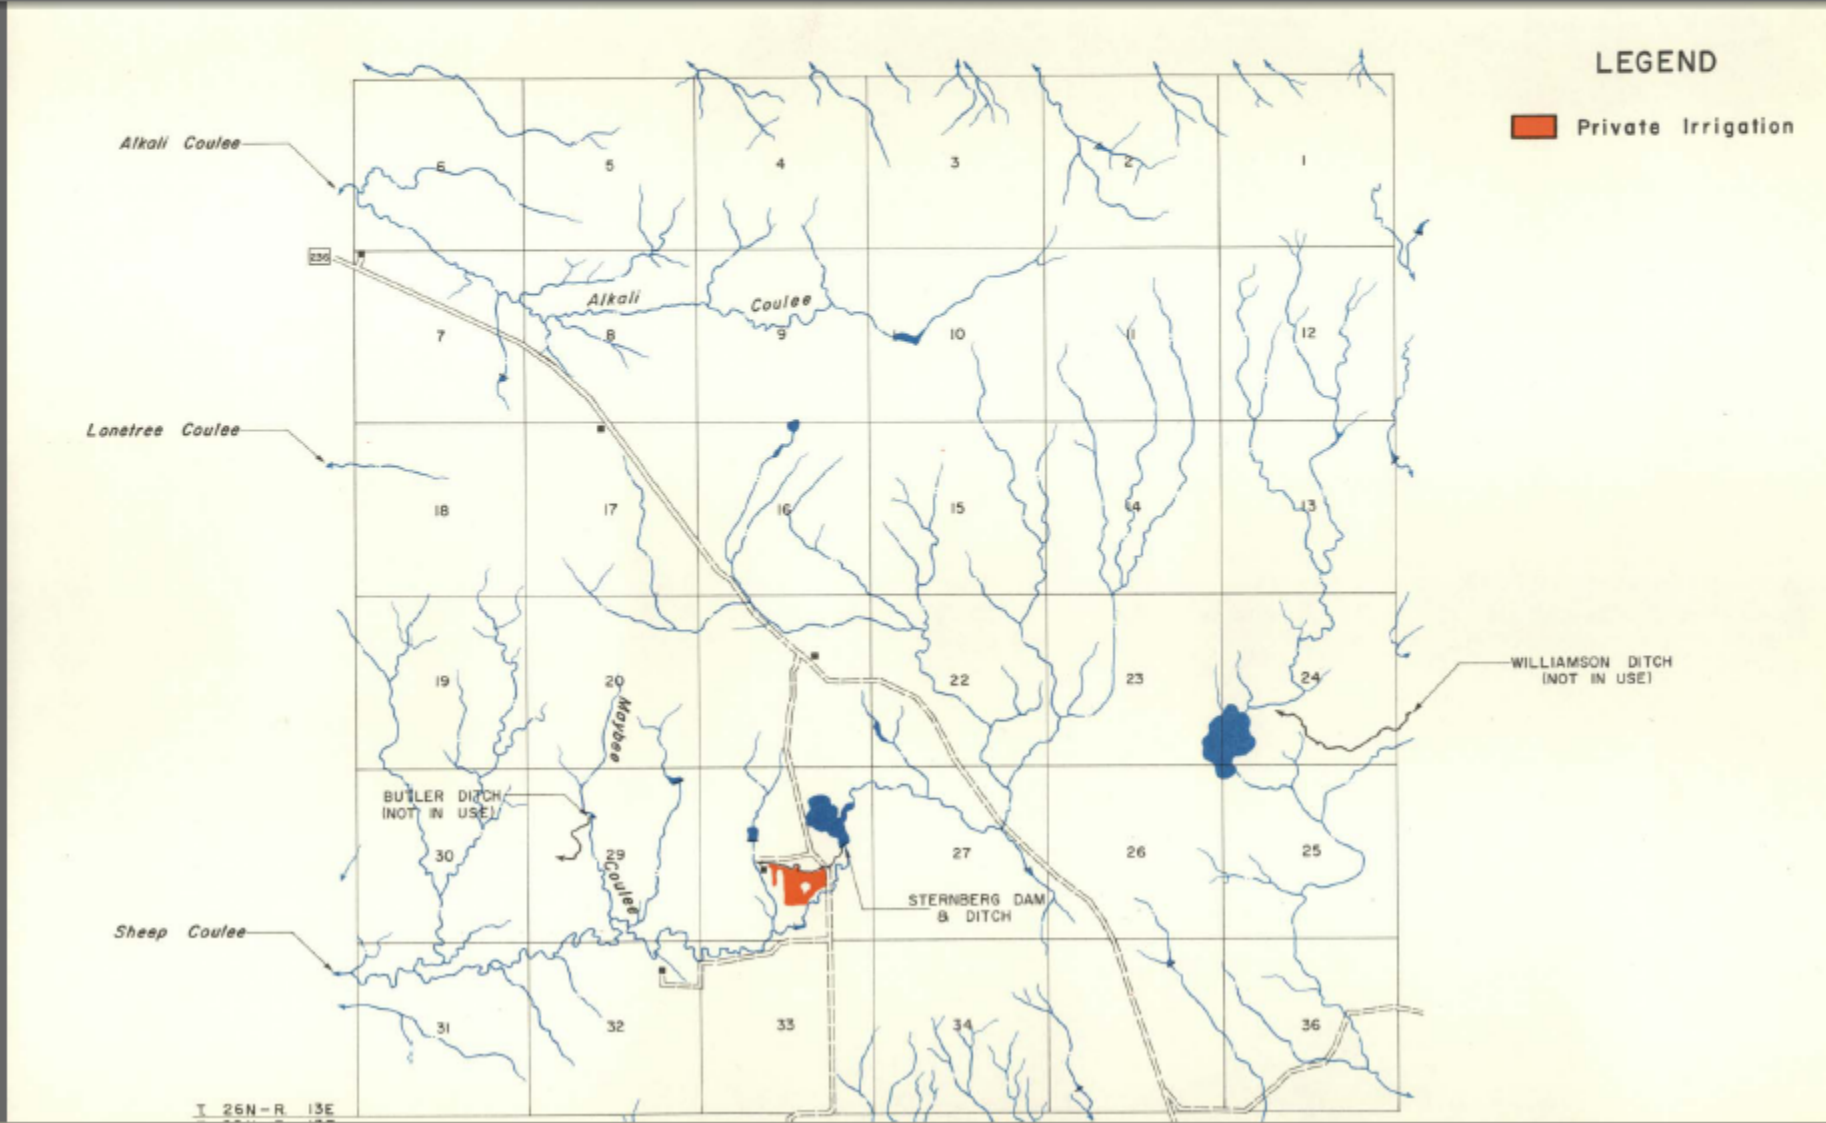 LEGEND
Private Irrigation
Alkali Coulee
6
5
4
3
2
1
236
Alkali
Coulee
7
8
9
10
11
12
Lonetree Coulee
18
17
16
15
14
13
19
20
22
23
24
WILLIAMSON DITCH
(NOT IN USE)
Maybee
BUTLER DITCH
(NOT IN USE)
30
29
27
26
25
Coulee
STERNBERG DAM
& DITCH
Sheep Coulee
31
32
33
34
36
T. 26N-R. 13E